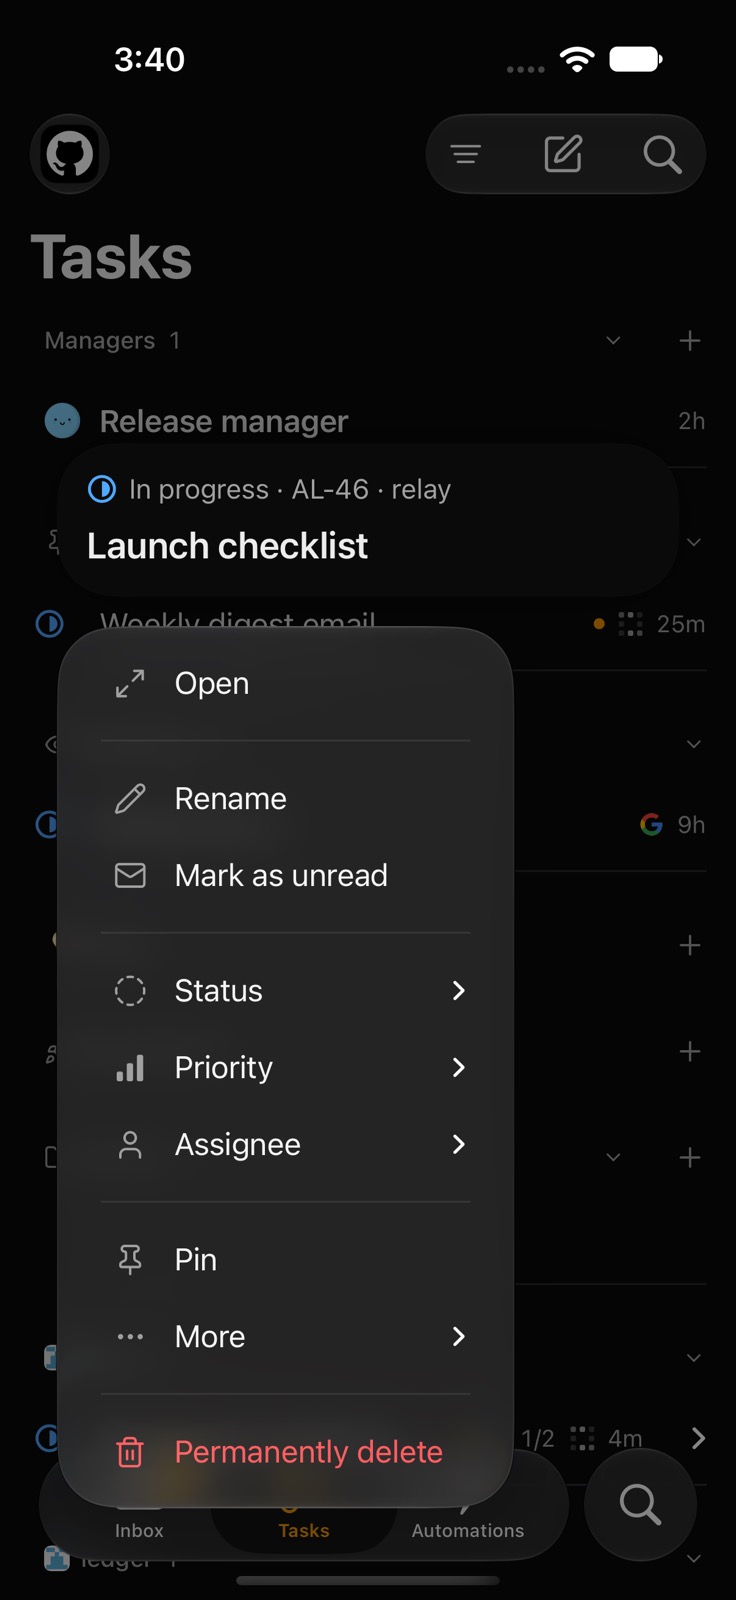 3:40
Tasks
Managers 1
Release manager 2h
In progress · AL-46 · relay
Launch checklist
Weekly digest email 25m
Open
Rename
9h
Mark as unread
Status
Priority
Assignee
Pin
More
1/2 4m
Permanently delete
Inbox Tasks Automations
ledger 1